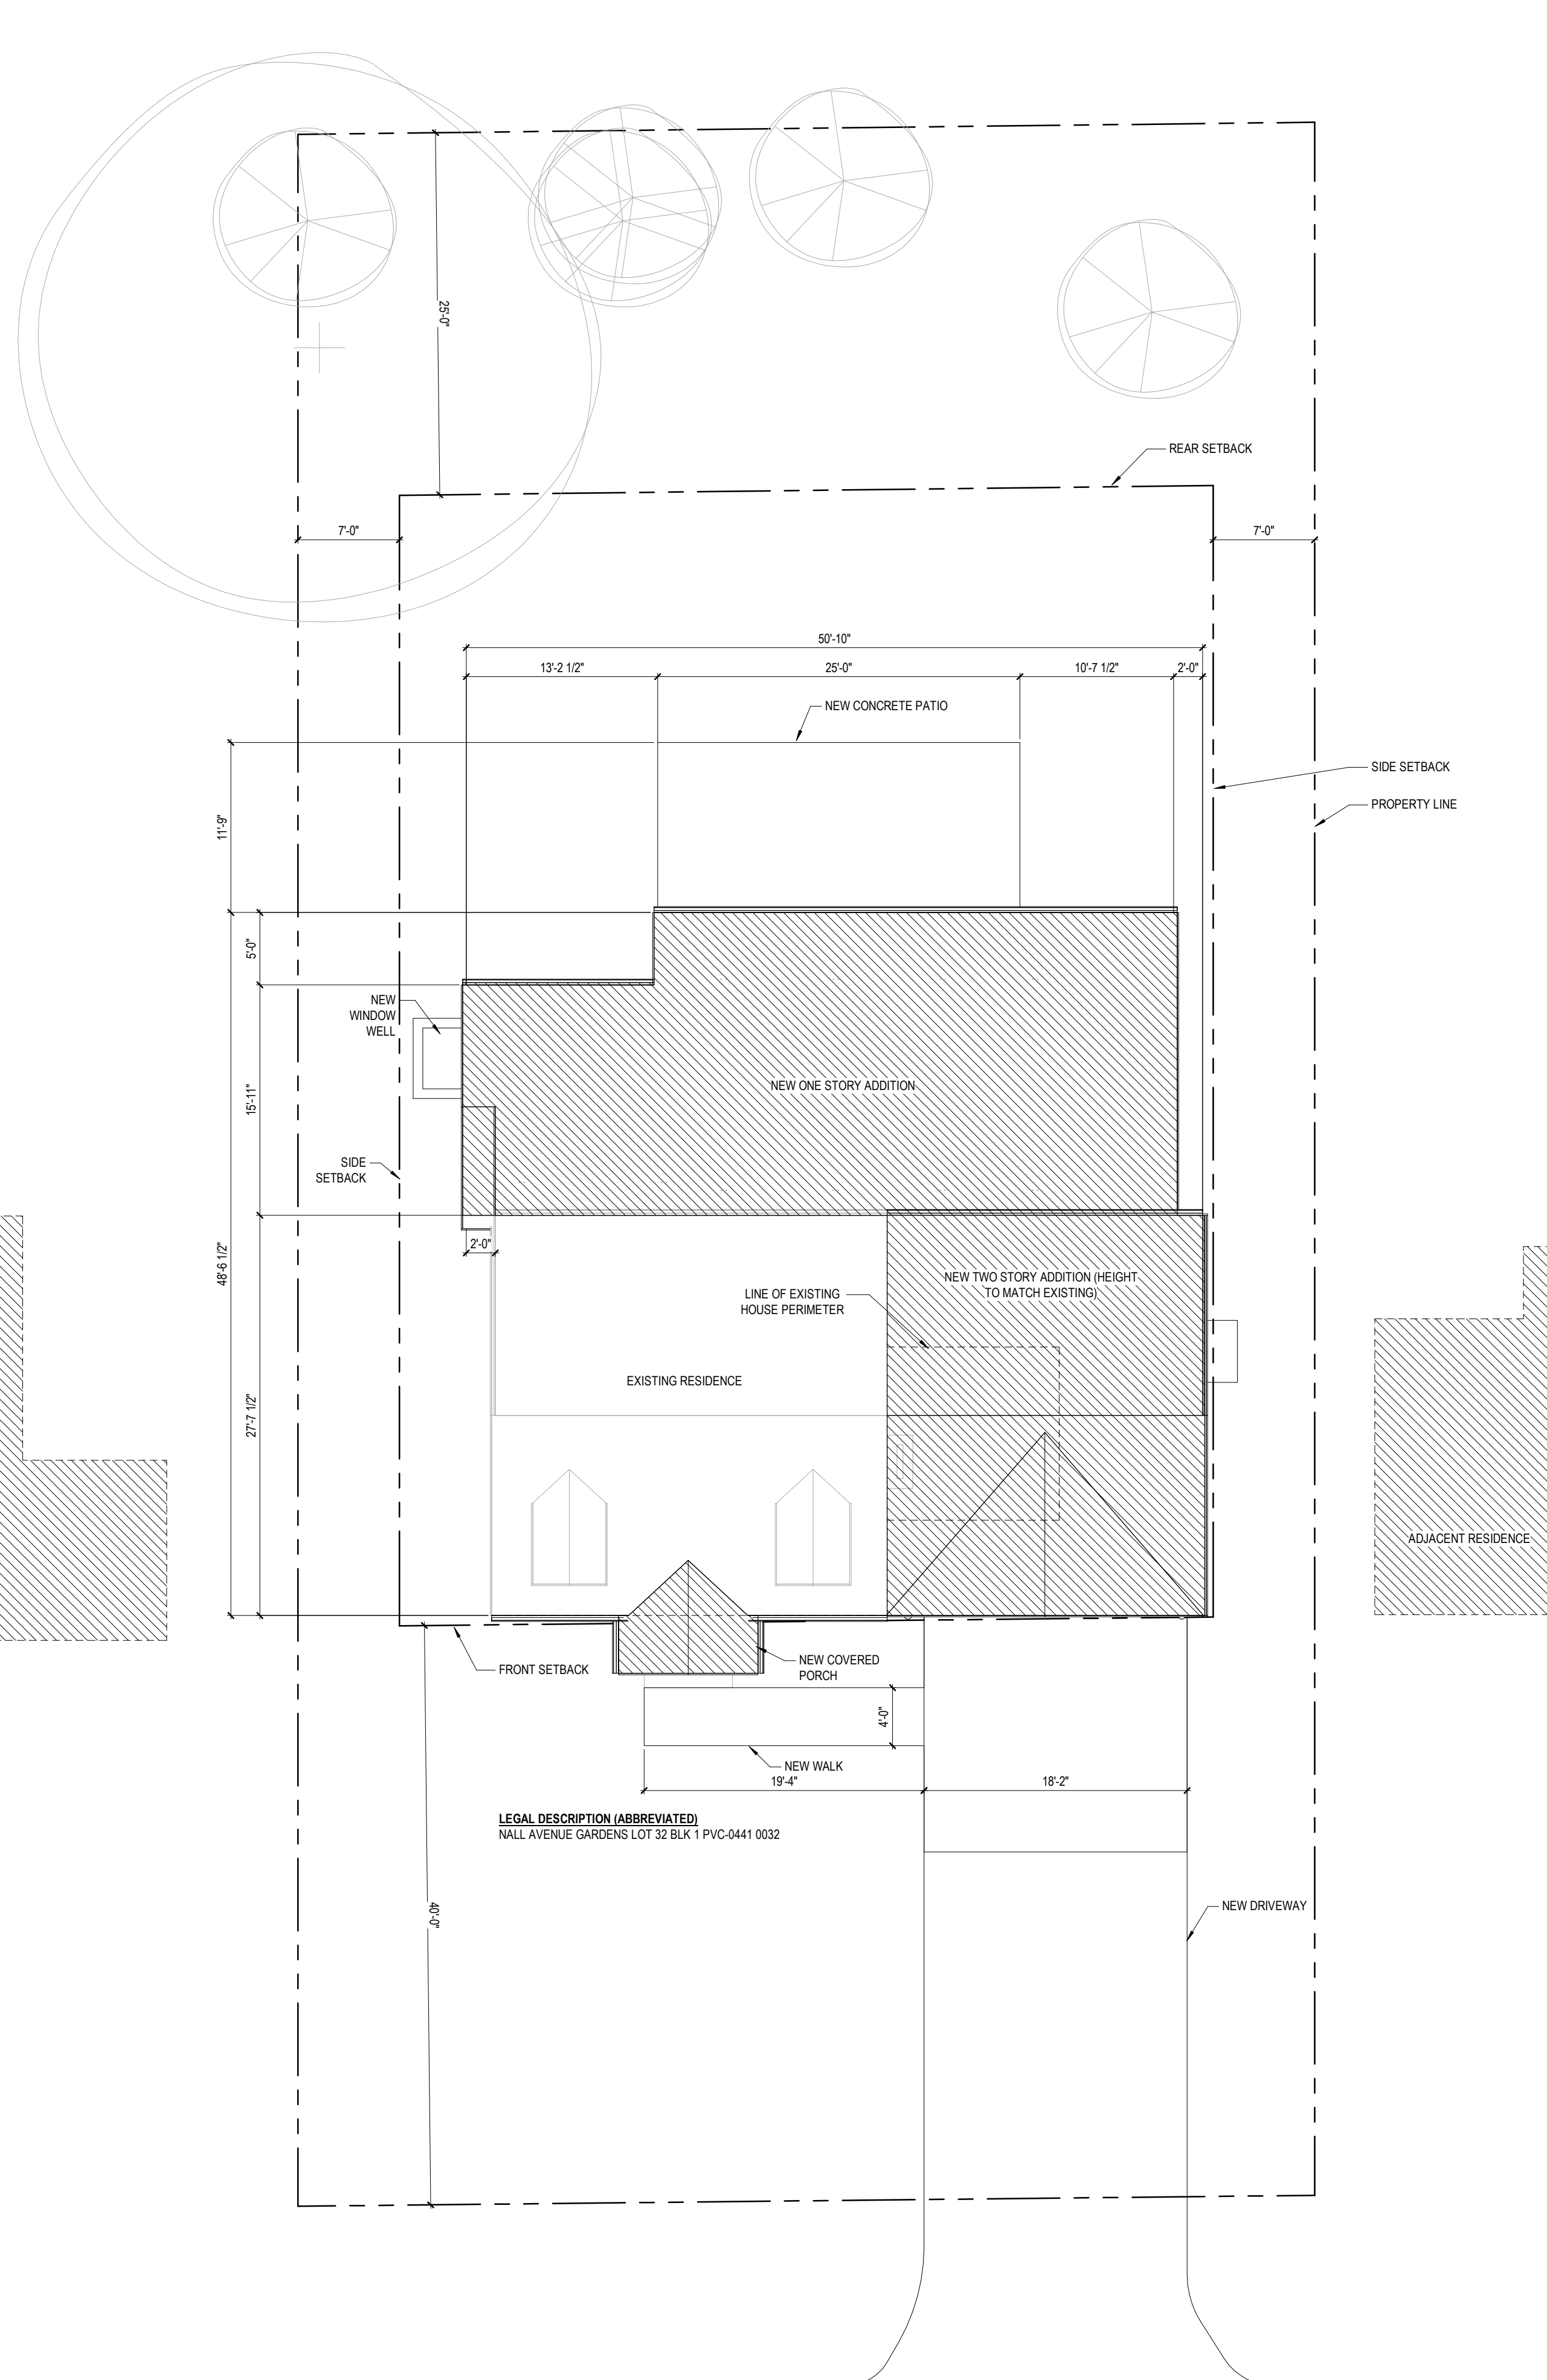 25'-0"
REAR SETBACK
7'-0"
7'-0"
50'-10"
13'-2 1/2"
25'-0"
10'-7 1/2"
2'-0"
NEW CONCRETE PATIO
SIDE SETBACK
PROPERTY LINE
11'-9"
5'-0"
NEW
WINDOW
WELL
NEW ONE STORY ADDITION
15'-11"
SIDE
SETBACK
2'-0"
48'-6 1/2"
NEW TWO STORY ADDITION (HEIGHT
TO MATCH EXISTING)
LINE OF EXISTING
HOUSE PERIMETER
EXISTING RESIDENCE
27'-7 1/2"
ADJACENT RESIDENCE
FRONT SETBACK
NEW COVERED
PORCH
4'-0"
NEW WALK
19'-4"
18'-2"
LEGAL DESCRIPTION (ABBREVIATED)
NALL AVENUE GARDENS LOT 32 BLK 1 PVC-0441 0032
40'-0"
NEW DRIVEWAY